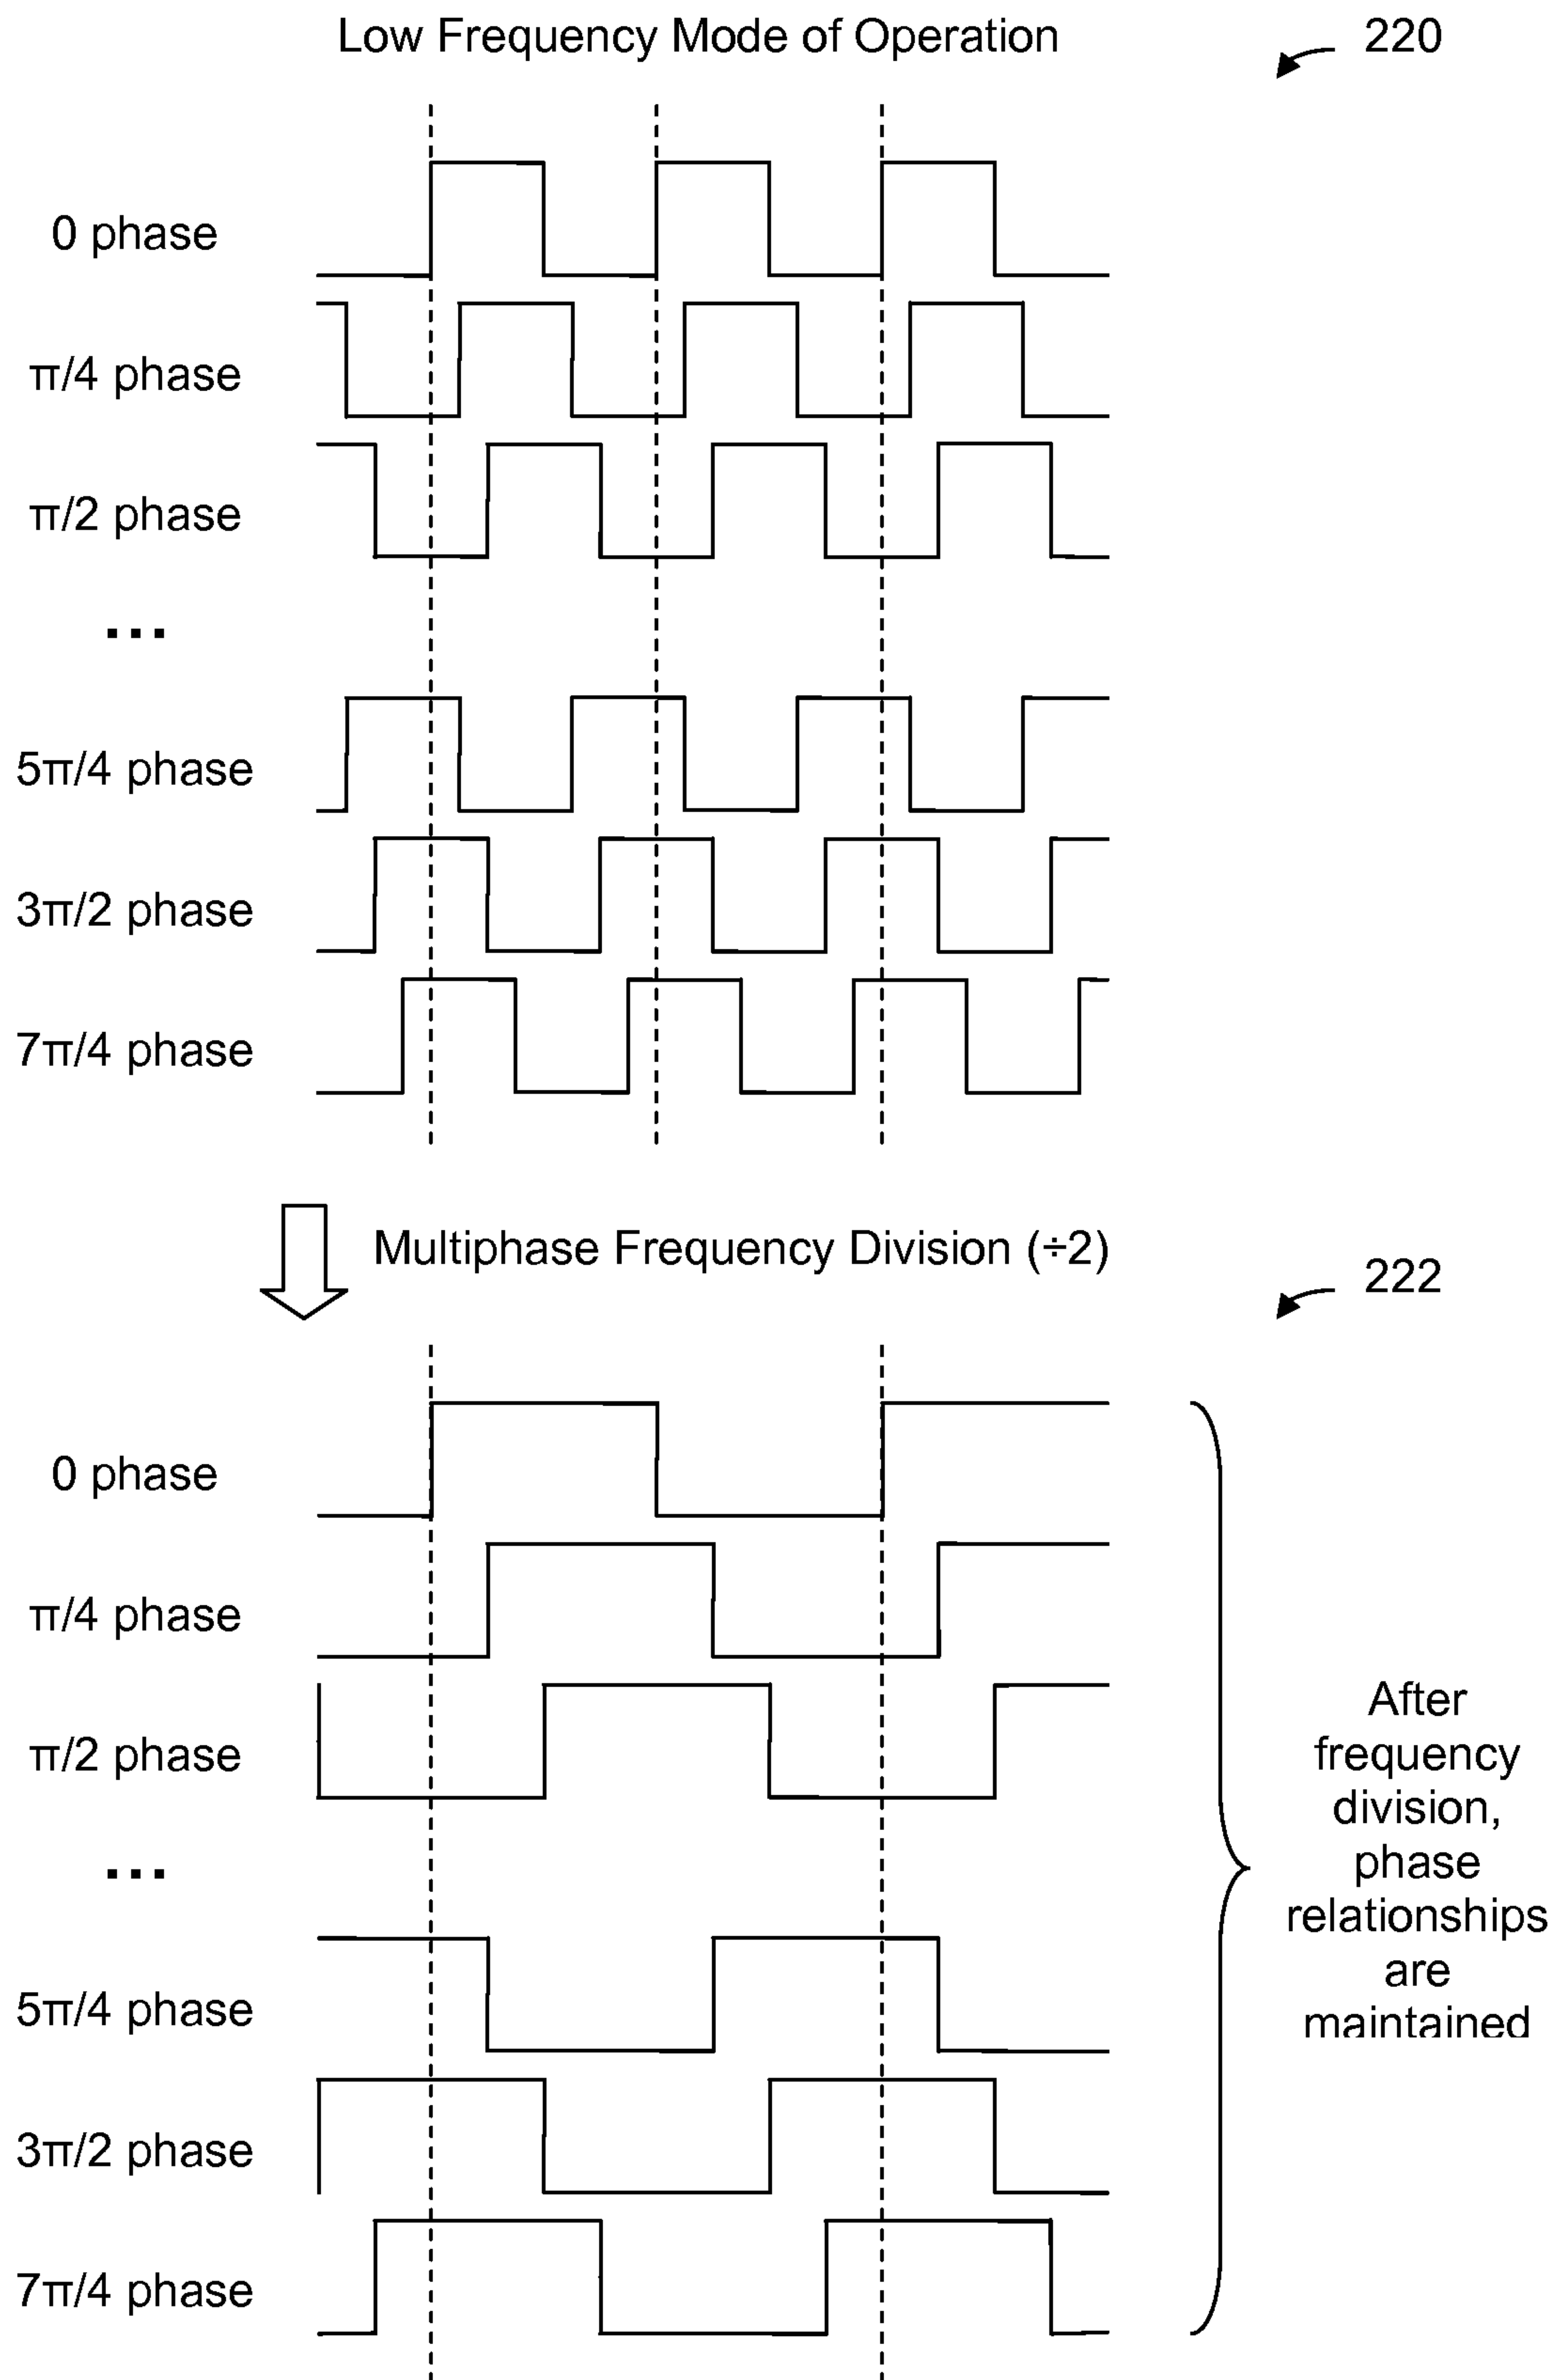 Low Frequency Mode of Operation
220
0 phase
π/4 phase
π/2 phase
...
5π/4 phase
3π/2 phase
7π/4 phase
Multiphase Frequency Division (÷2)
222
0 phase
π/4 phase
π/2 phase
...
5π/4 phase
3π/2 phase
7π/4 phase
After
frequency
division,
phase
relationships
are
maintained